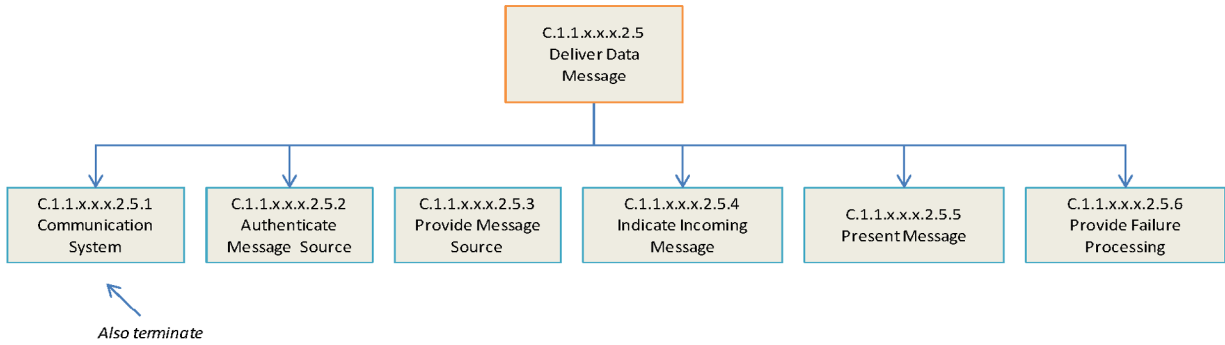 C.1.1.x.x.x.2.5
Deliver Data
Message
C.1.1.x.x.x.2.5.1
Communication
System
C.1.1.x.x.x.2.5.2
Authenticate
Message Source
C.1.1.x.x.x.2.5.3
Provide Message
Source
C.1.1.x.x.x.2.5.4
Indicate Incoming
Message
C.1.1.x.x.x.2.5.5
Present Message
C.1.1.x.x.x.2.5.6
Provide Failure
Processing
Also terminate